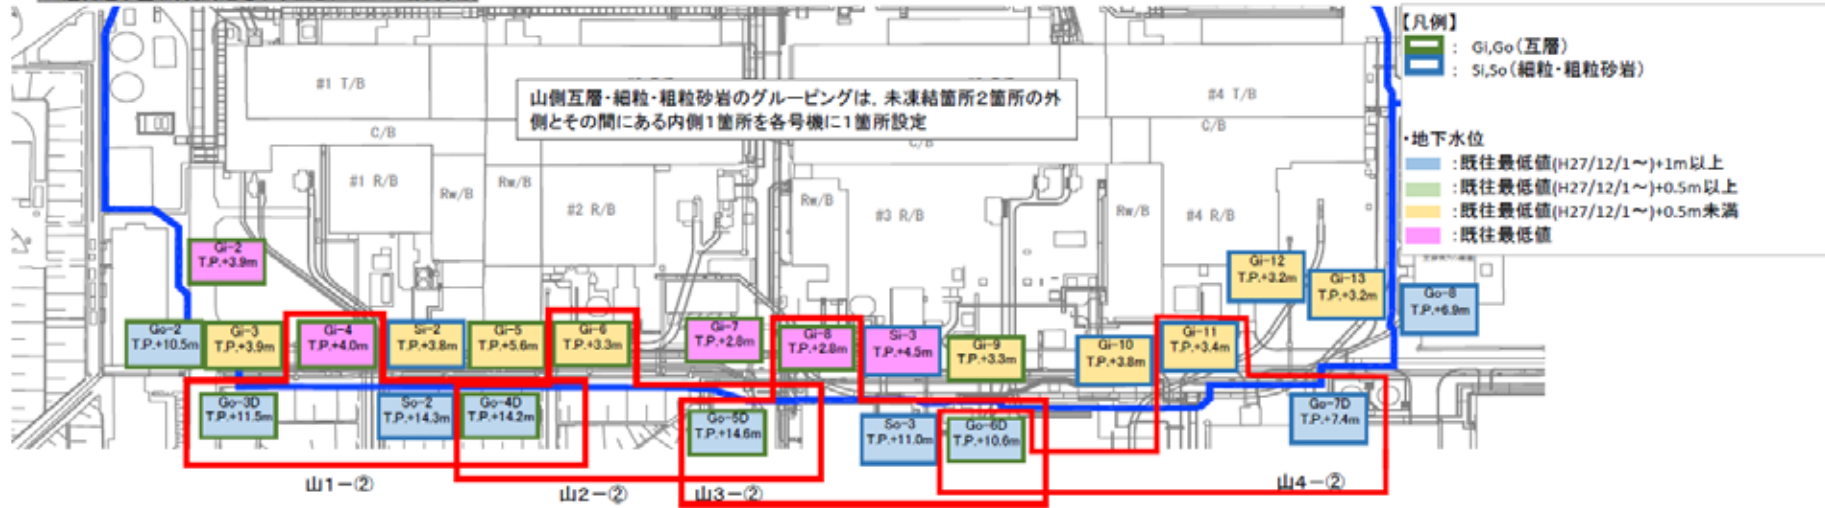 【凡例】
： Gi,Go（互層）
： Si,So（細粒・粗粒砂岩）
・地下水位
：既往最低値(H27/12/1～)+1m以上
：既往最低値(H27/12/1～)+0.5m以上
：既往最低値(H27/12/1～)+0.5m未満
：既往最低値
#1 T/B
#4 T/B
山側互層・細粒・粗粒砂岩のグルーピングは、未凍結箇所2箇所の外
側とその間にある内側1箇所を各号機に1箇所設定
C/B
C/B
C/B
#1 R/B
Rw/B
Rw/B
#2 R/B
Rw/B
#3 R/B
Rw/B
#4 R/B
Gi-2
T.P.+3.9m
Gi-12
T.P.+3.2m
Gi-13
T.P.+3.2m
Go-8
T.P.+6.9m
Go-2
T.P.+10.5m
Gi-3
T.P.+3.9m
Gi-4
T.P.+4.0m
Si-2
T.P.+3.8m
Gi-5
T.P.+5.6m
Gi-6
T.P.+3.3m
Gi-7
T.P.+2.8m
Gi-8
T.P.+2.8m
Si-3
T.P.+4.5m
Gi-9
T.P.+3.3m
Gi-10
T.P.+3.8m
Gi-11
T.P.+3.4m
Go-3D
T.P.+11.5m
So-2
T.P.+14.3m
Go-4D
T.P.+14.2m
Go-5D
T.P.+14.6m
So-3
T.P.+11.0m
Go-6D
T.P.+10.6m
Go-7D
T.P.+7.4m
山1－②
山2－②
山3－②
山4－②